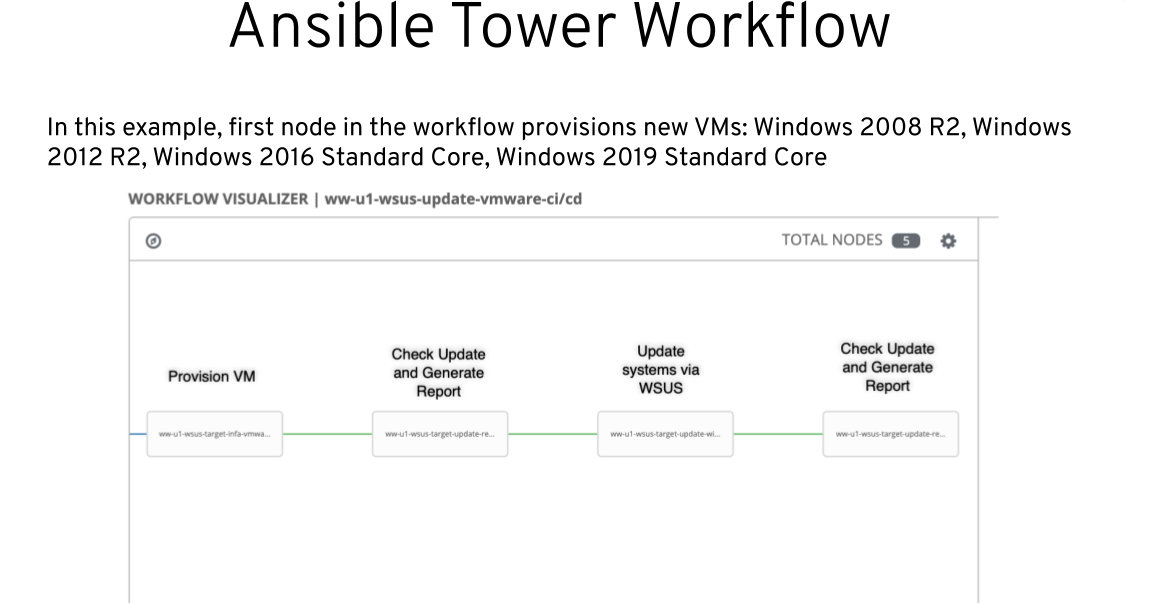 Ansible Tower Workflow
In this example, first node in the workflow provisions new VMs: Windows 2008 R2, Windows
2012 R2, Windows 2016 Standard Core, Windows 2019 Standard Core
WORKFLOW VISUALIZER | ww-u1-wsus-update-vmware-ci/cd
TOTAL NODES 5
Provision VM
Check Update
and Generate
Report
Update
systems via
WSUS
Check Update
and Generate
Report
ww-u1-wsus-target-infa-vmwa...
ww-u1-wsus-target-update-re...
ww-u1-wsus-target-update-wi...
ww-u1-wsus-target-update-re...